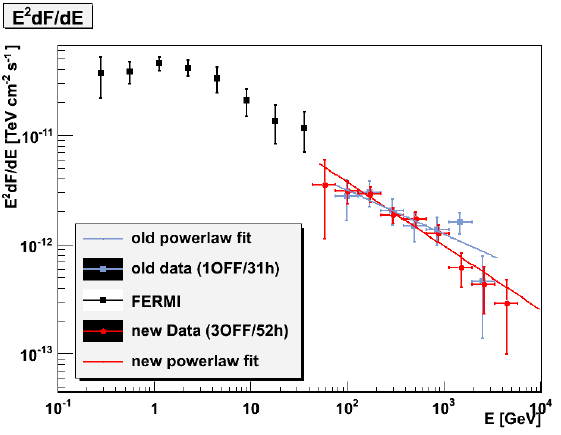 E²dF/dE
E²dF/dE [TeV cm⁻² s⁻¹]
10⁻¹¹
10⁻¹²
10⁻¹³
old powerlaw fit
old data (1OFF/31h)
FERMI
new Data (3OFF/52h)
new powerlaw fit
10⁻¹ 1 10 10² 10³ 10⁴
E [GeV]